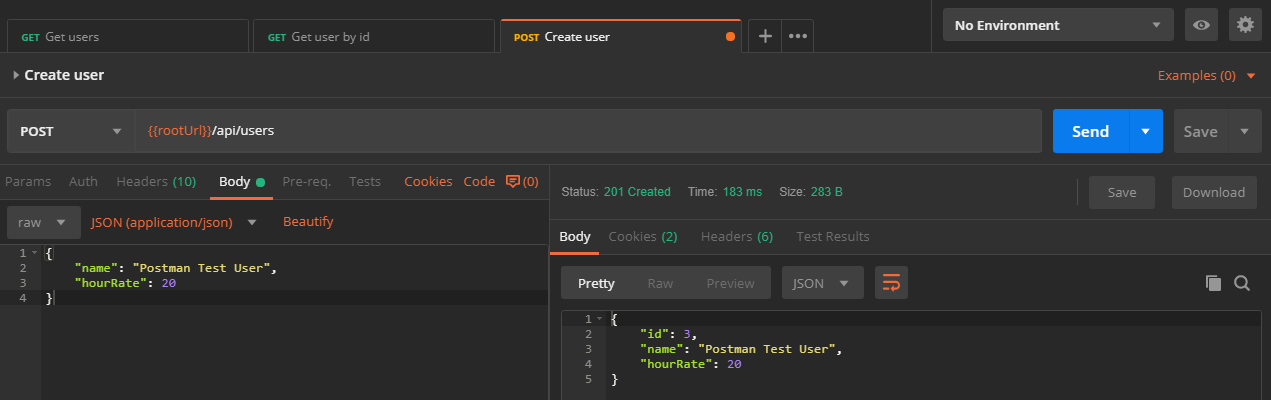 GET Get users GET Get user by id POST Create user No Environment
Create user Examples (0)
POST {{rootUrl}}/api/users Send Save
Params Auth Headers (10) Body Pre-req. Tests Cookies Code (0)
raw JSON (application/json) Beautify
1 {
2 "name": "Postman Test User",
3 "hourRate": 20
4 }
Status: 201 Created Time: 183 ms Size: 283 B Save Download
Body Cookies (2) Headers (6) Test Results
Pretty Raw Preview JSON
1 {
2 "id": 3,
3 "name": "Postman Test User",
4 "hourRate": 20
5 }